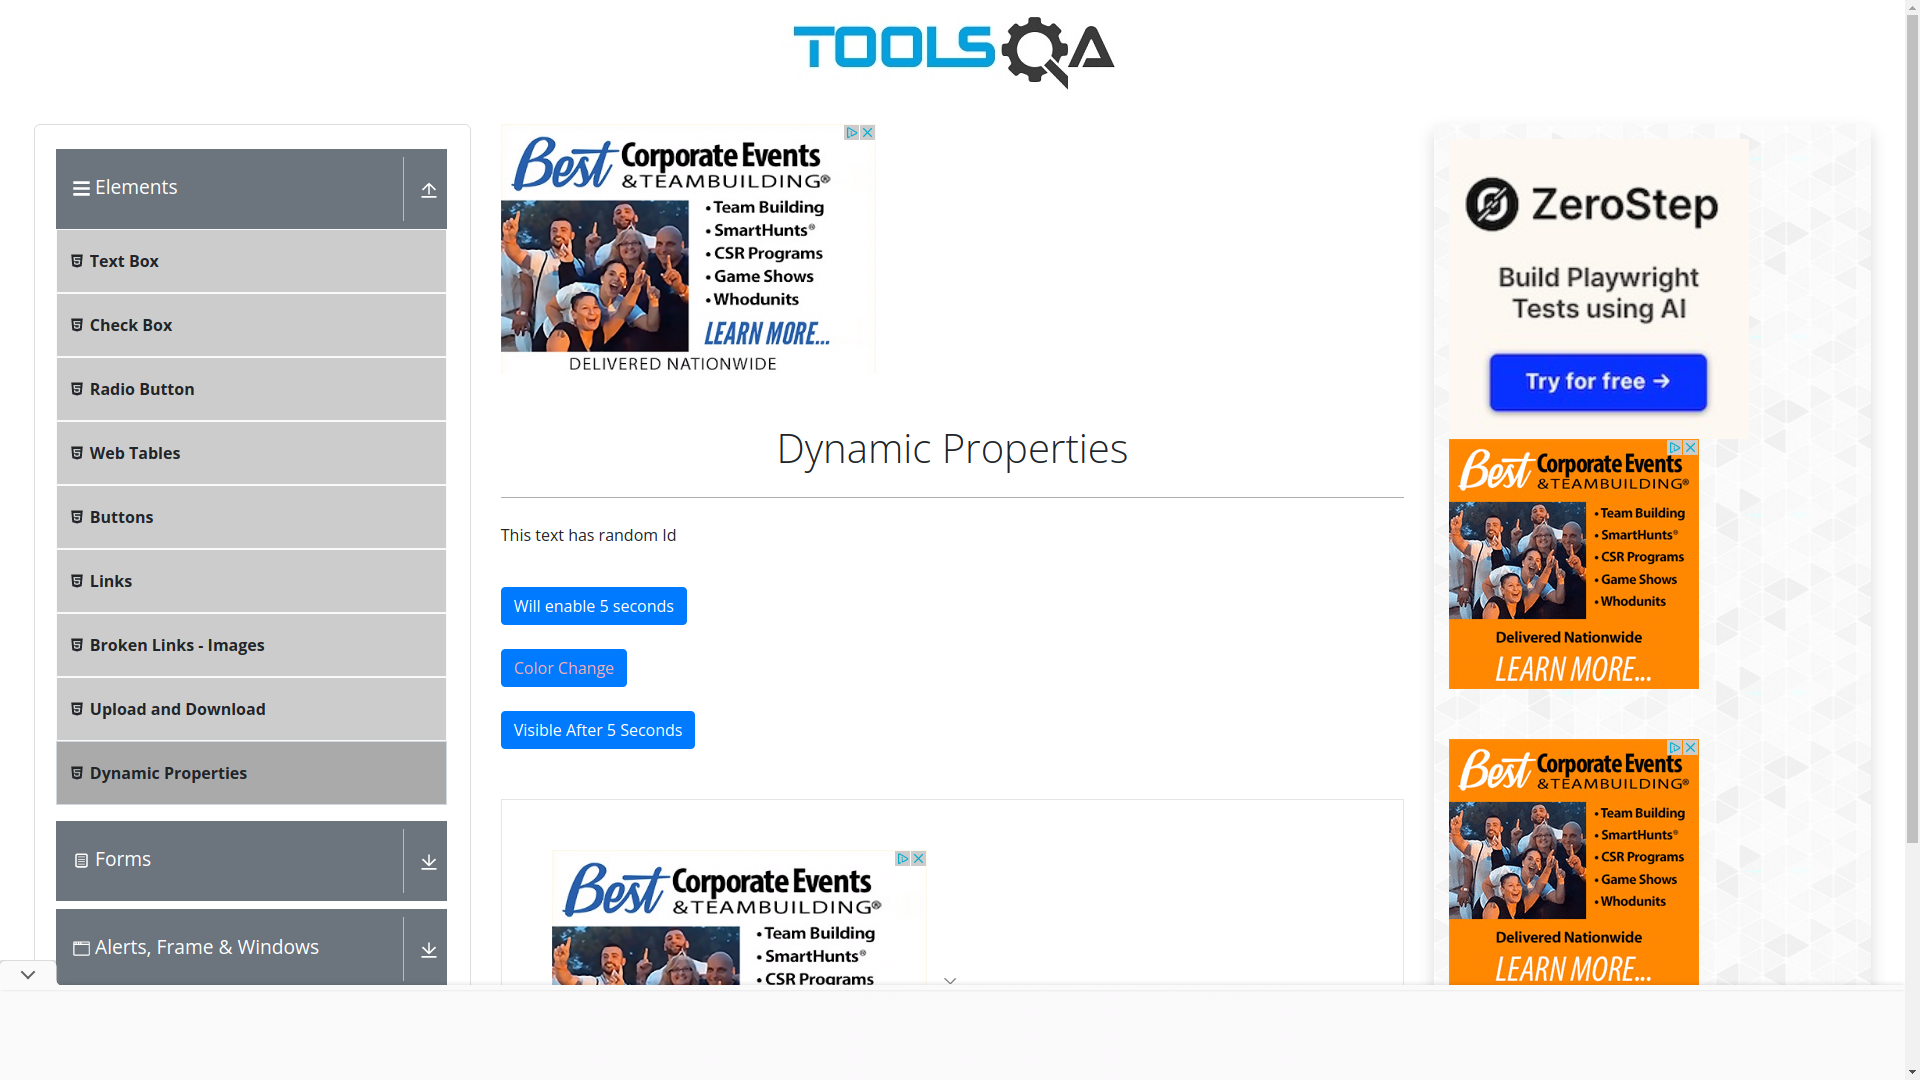 TOOLSQA
Elements
Text Box
Check Box
Radio Button
Web Tables
Buttons
Links
Broken Links - Images
Upload and Download
Dynamic Properties
Forms
Alerts, Frame & Windows
Best Corporate Events
&TEAMBUILDING®
• Team Building
• SmartHunts®
• CSR Programs
• Game Shows
• Whodunits
LEARN MORE...
DELIVERED NATIONWIDE
Dynamic Properties
This text has random Id
Will enable 5 seconds
Color Change
Visible After 5 Seconds
Best Corporate Events
&TEAMBUILDING®
• Team Building
• SmartHunts®
• CSR Programs
ZeroStep
Build Playwright
Tests using AI
Try for free →
Best Corporate Events
&TEAMBUILDING®
• Team Building
• SmartHunts®
• CSR Programs
• Game Shows
• Whodunits
Delivered Nationwide
LEARN MORE...
Best Corporate Events
&TEAMBUILDING®
• Team Building
• SmartHunts®
• CSR Programs
• Game Shows
• Whodunits
Delivered Nationwide
LEARN MORE...